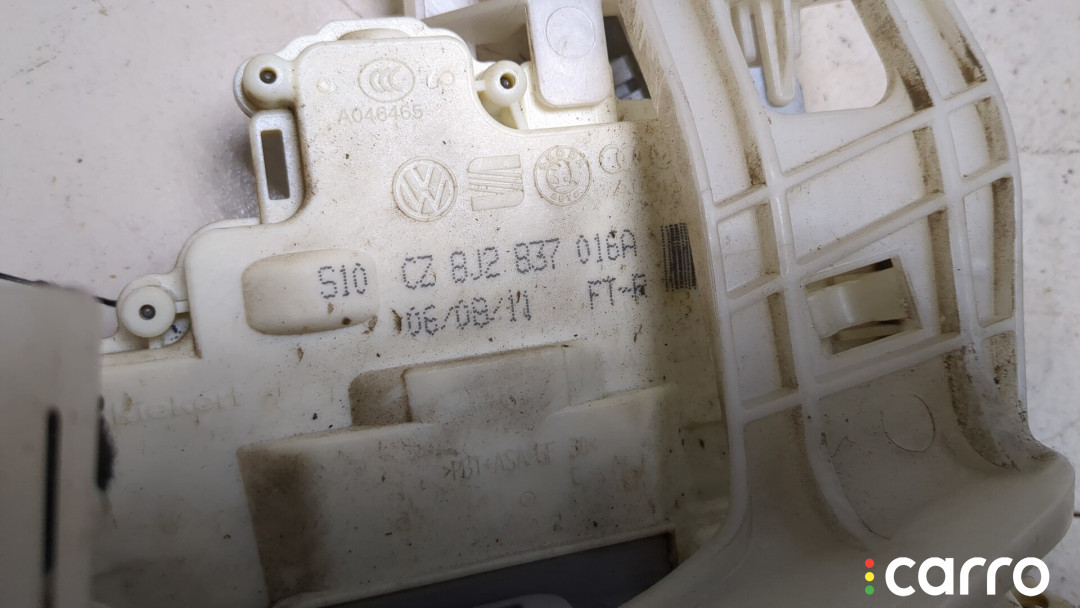 A046465
S10 CZ 8J2 837 016A
06/08/11 FT-R
carro